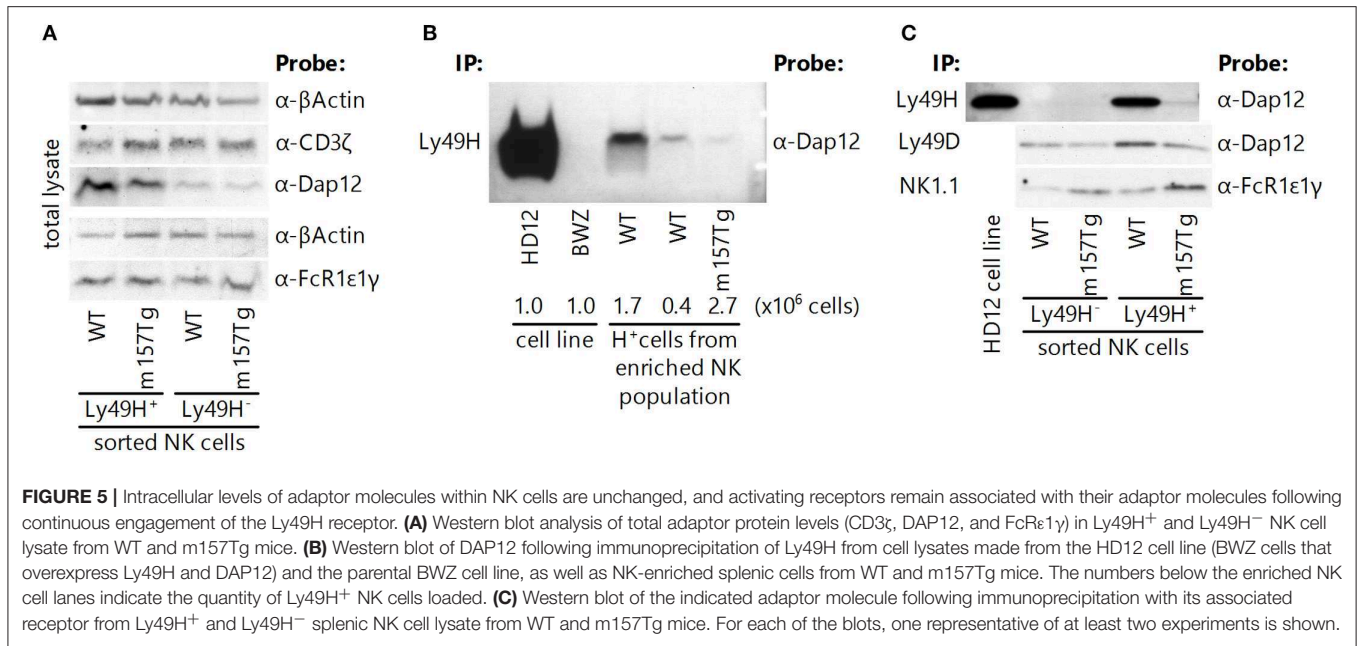 A
Probe:
α-βActin
α-CD3ζ
α-Dap12
α-βActin
α-FcR1ε1γ
total lysate
WT
m157Tg
WT
m157Tg
Ly49H+
Ly49H-
sorted NK cells
B
IP:
Probe:
Ly49H
α-Dap12
HD12
BWZ
WT
WT
m157Tg
1.0 1.0 1.7 0.4 2.7 (x10⁶ cells)
cell line
H+cells from
enriched NK
population
C
IP:
Probe:
Ly49H
α-Dap12
Ly49D
α-Dap12
NK1.1
α-FcR1ε1γ
HD12 cell line
WT
m157Tg
WT
m157Tg
Ly49H-
Ly49H+
sorted NK cells
FIGURE 5 | Intracellular levels of adaptor molecules within NK cells are unchanged, and activating receptors remain associated with their adaptor molecules following
continuous engagement of the Ly49H receptor. (A) Western blot analysis of total adaptor protein levels (CD3ζ, DAP12, and FcRε1γ) in Ly49H+ and Ly49H− NK cell
lysate from WT and m157Tg mice. (B) Western blot of DAP12 following immunoprecipitation of Ly49H from cell lysates made from the HD12 cell line (BWZ cells that
overexpress Ly49H and DAP12) and the parental BWZ cell line, as well as NK-enriched splenic cells from WT and m157Tg mice. The numbers below the enriched NK
cell lanes indicate the quantity of Ly49H+ NK cells loaded. (C) Western blot of the indicated adaptor molecule following immunoprecipitation with its associated
receptor from Ly49H+ and Ly49H− splenic NK cell lysate from WT and m157Tg mice. For each of the blots, one representative of at least two experiments is shown.